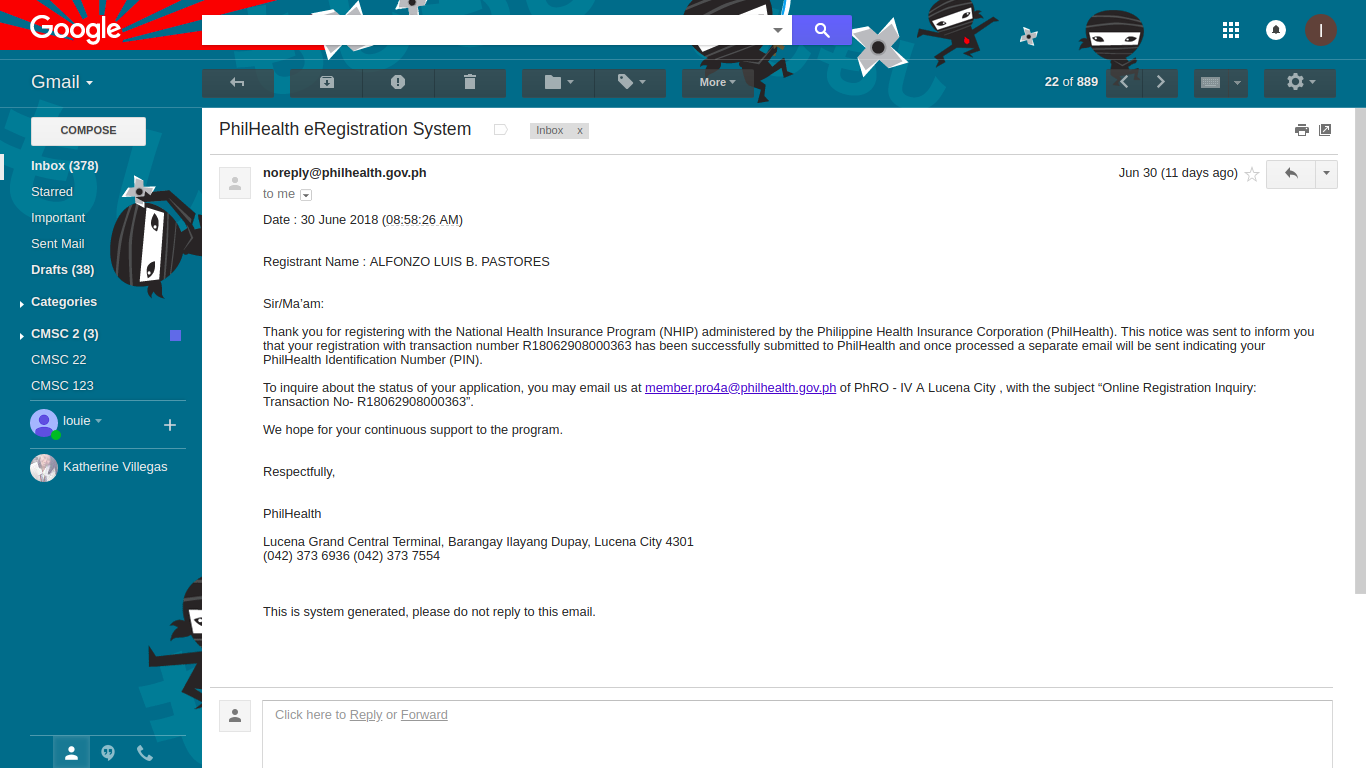 Google
l
Gmail
More
22 of 889
COMPOSE
Inbox (378)
Starred
Important
Sent Mail
Drafts (38)
Categories
CMSC 2 (3)
CMSC 22
CMSC 123
louie
Katherine Villegas
PhilHealth eRegistration System
Inbox x
noreply@philhealth.gov.ph
Jun 30 (11 days ago)
to me
Date : 30 June 2018 (08:58:26 AM)
Registrant Name : ALFONZO LUIS B. PASTORES
Sir/Ma’am:
Thank you for registering with the National Health Insurance Program (NHIP) administered by the Philippine Health Insurance Corporation (PhilHealth). This notice was sent to inform you
that your registration with transaction number R18062908000363 has been successfully submitted to PhilHealth and once processed a separate email will be sent indicating your
PhilHealth Identification Number (PIN).
To inquire about the status of your application, you may email us at member.pro4a@philhealth.gov.ph of PhRO - IV A Lucena City , with the subject “Online Registration Inquiry:
Transaction No- R18062908000363”.
We hope for your continuous support to the program.
Respectfully,
PhilHealth
Lucena Grand Central Terminal, Barangay Ilayang Dupay, Lucena City 4301
(042) 373 6936 (042) 373 7554
This is system generated, please do not reply to this email.
Click here to Reply or Forward